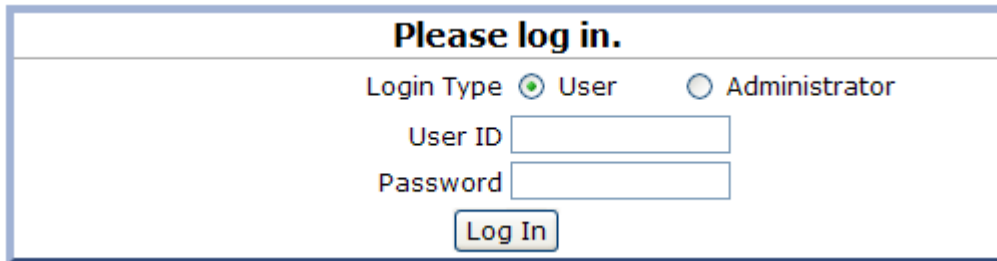 Please log in.
Login Type User Administrator
User ID
Password
Log In